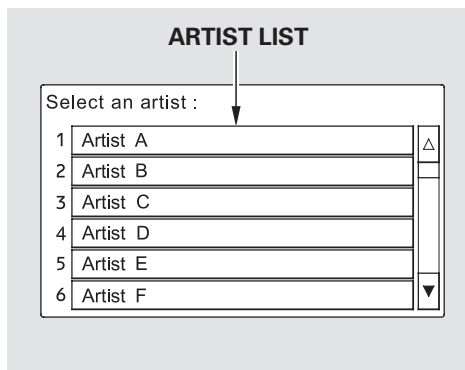 ARTIST LIST
Select an artist :
1 Artist A
2 Artist B
3 Artist C
4 Artist D
5 Artist E
6 Artist F